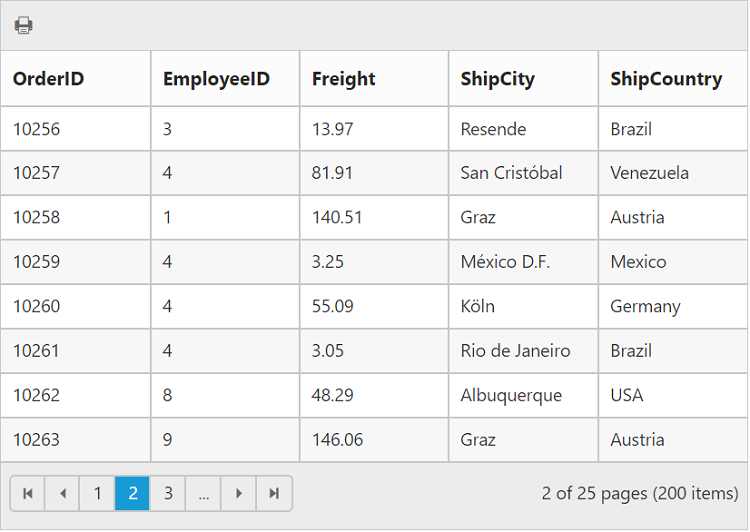 OrderID EmployeeID Freight ShipCity ShipCountry
10256 3 13.97 Resende Brazil
10257 4 81.91 San Cristóbal Venezuela
10258 1 140.51 Graz Austria
10259 4 3.25 México D.F. Mexico
10260 4 55.09 Köln Germany
10261 4 3.05 Rio de Janeiro Brazil
10262 8 48.29 Albuquerque USA
10263 9 146.06 Graz Austria
1 2 3 ... 2 of 25 pages (200 items)